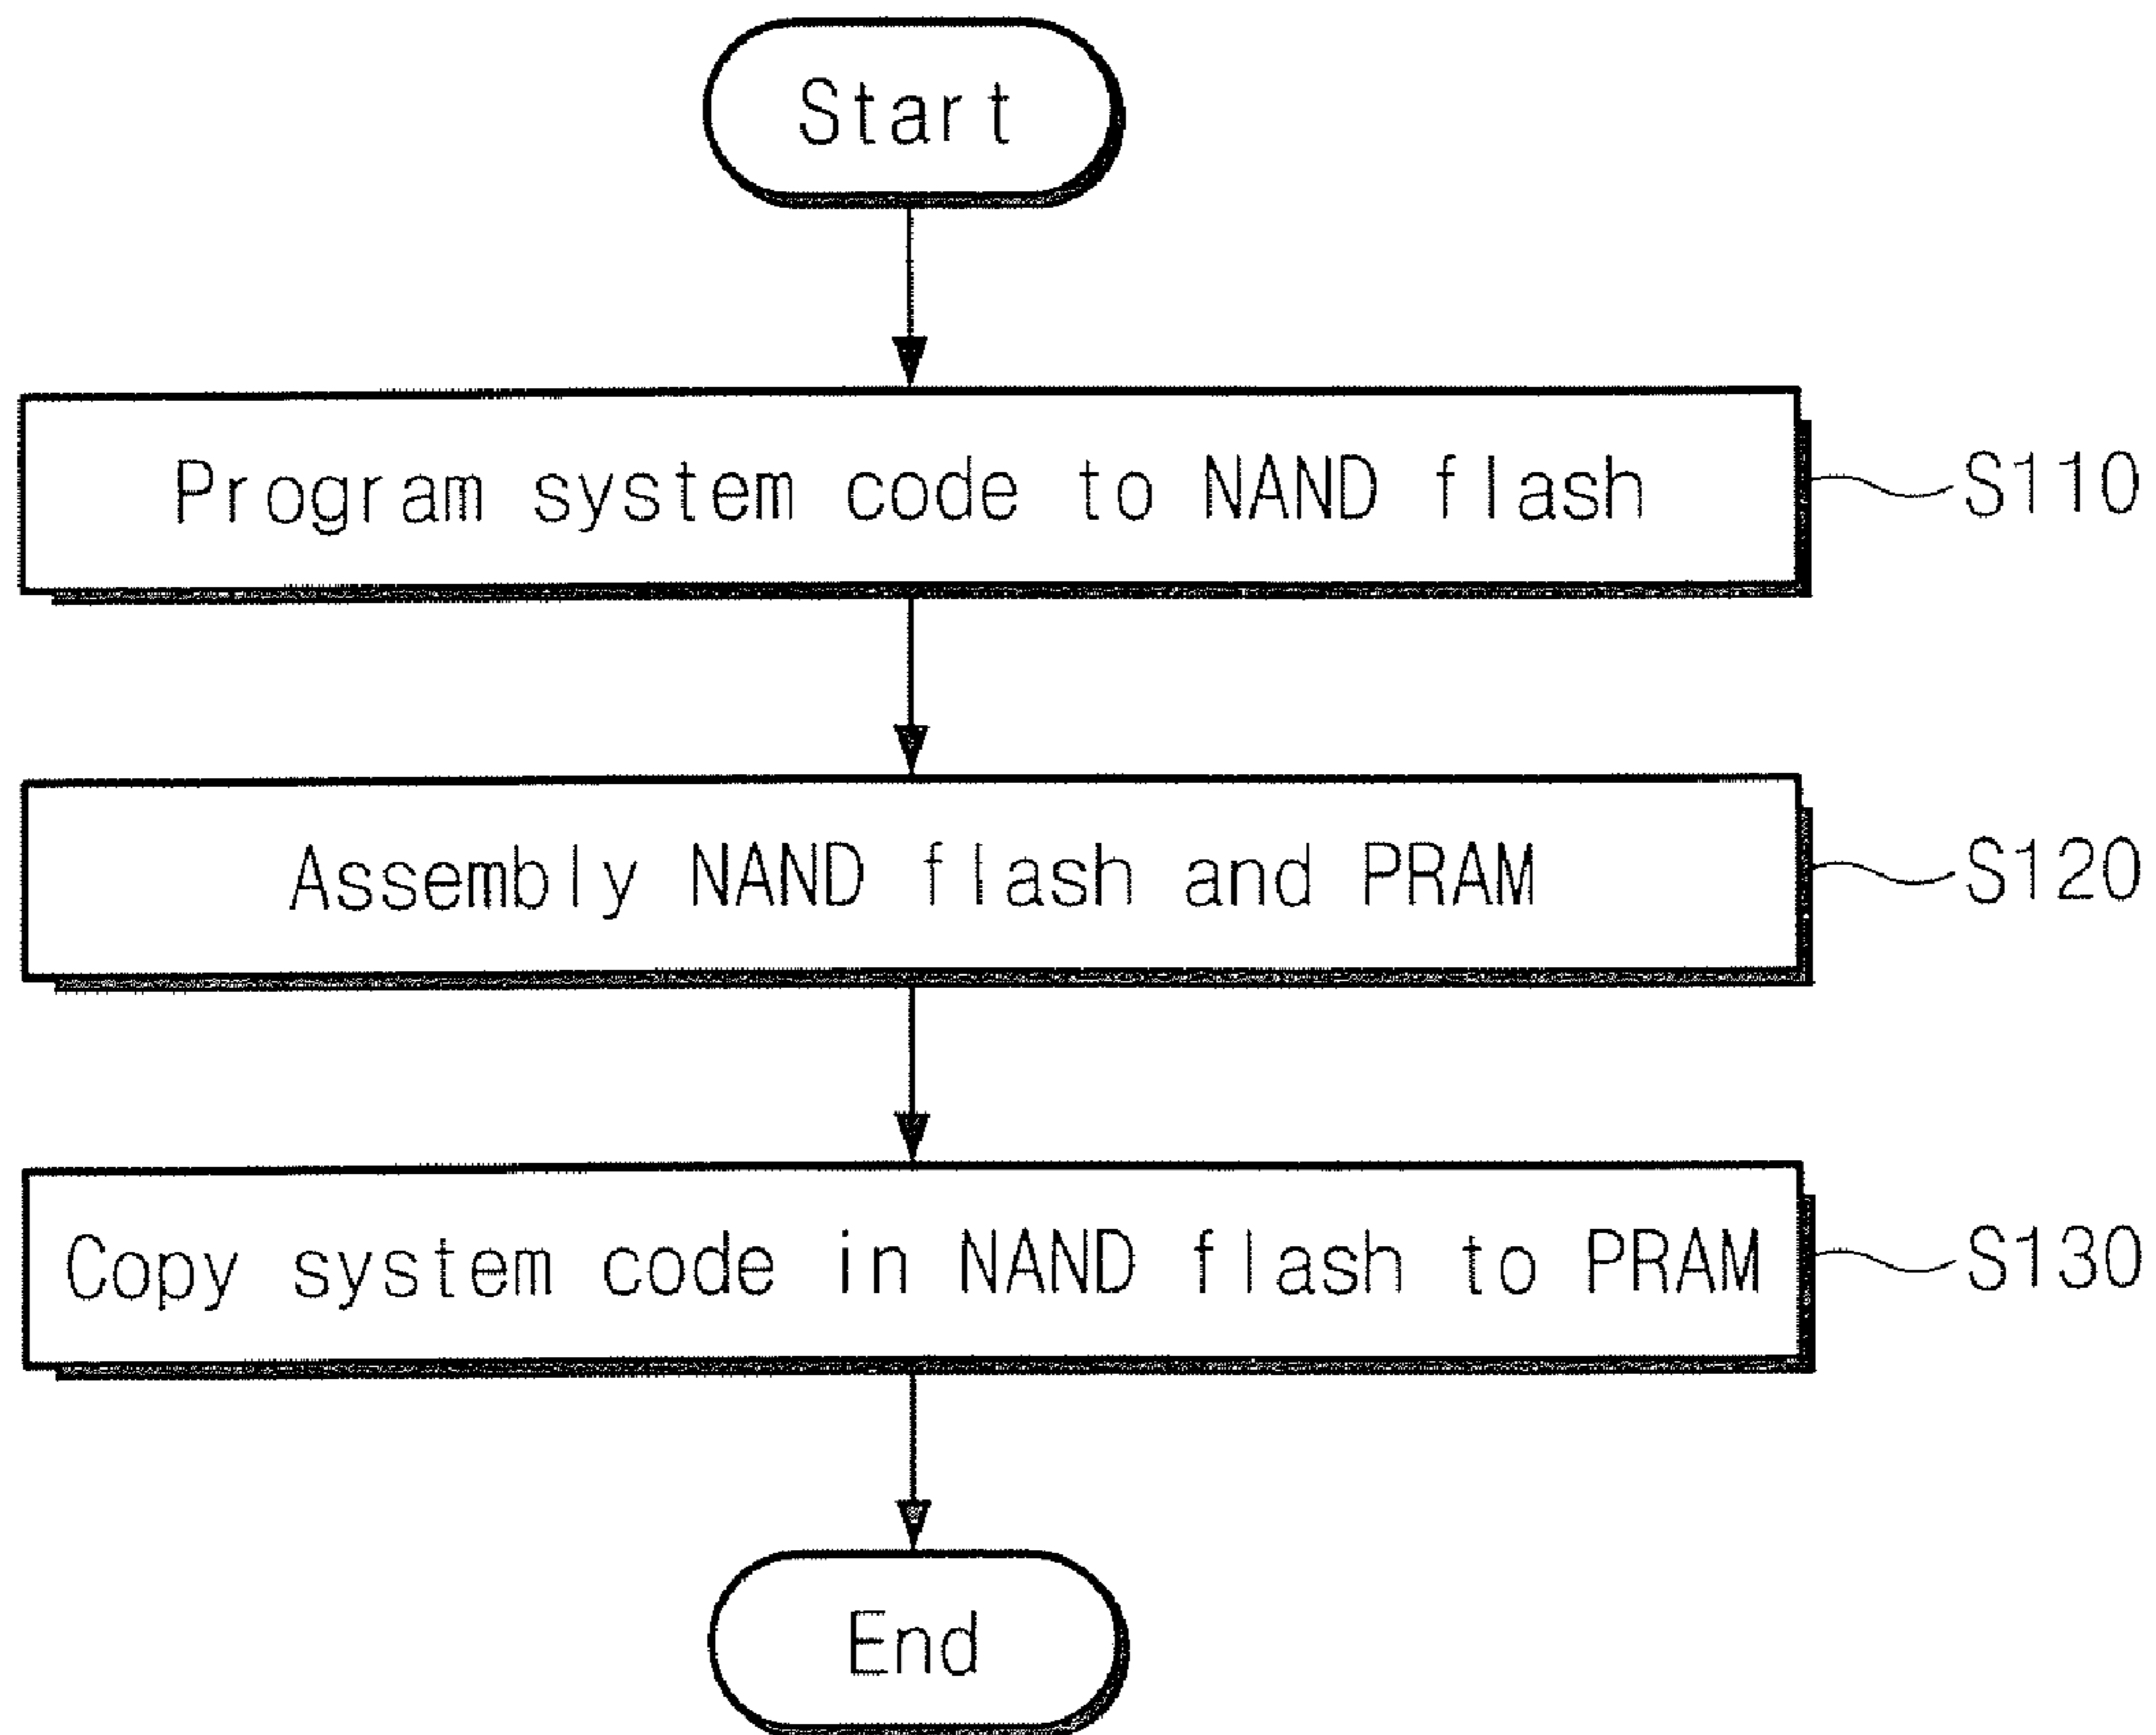 Start
Program system code to NAND flash
S110
Assembly NAND flash and PRAM
S120
Copy system code in NAND flash to PRAM
S130
End